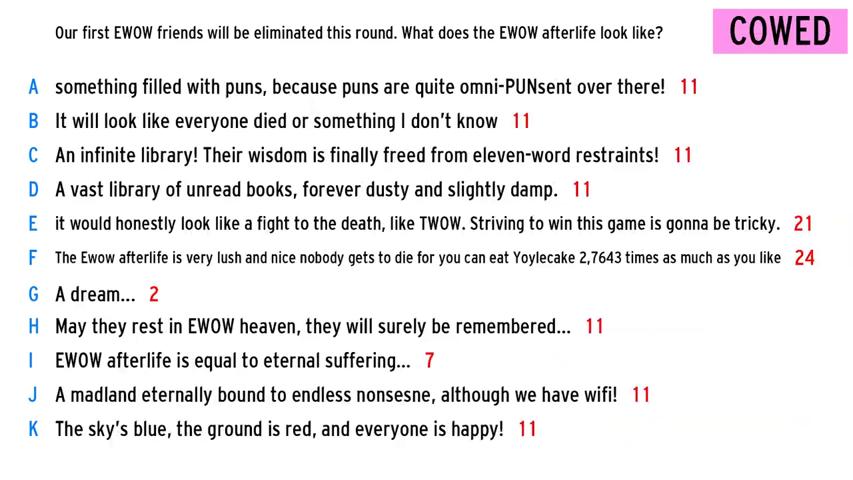 Our first EWOW friends will be eliminated this round. What does the EWOW afterlife look like?
COWED
A something filled with puns, because puns are quite omni-PUNsent over there! 11
B It will look like everyone died or something I don't know 11
C An infinite library! Their wisdom is finally freed from eleven-word restraints! 11
D A vast library of unread books, forever dusty and slightly damp. 11
E it would honestly look like a fight to the death, like TWOW. Striving to win this game is gonna be tricky. 21
F The Ewow afterlife is very lush and nice nobody gets to die for you can eat Yoylecake 2,7643 times as much as you like 24
G A dream... 2
H May they rest in EWOW heaven, they will surely be remembered... 11
I EWOW afterlife is equal to eternal suffering... 7
J A madland eternally bound to endless nonsesne, although we have wifi! 11
K The sky's blue, the ground is red, and everyone is happy! 11